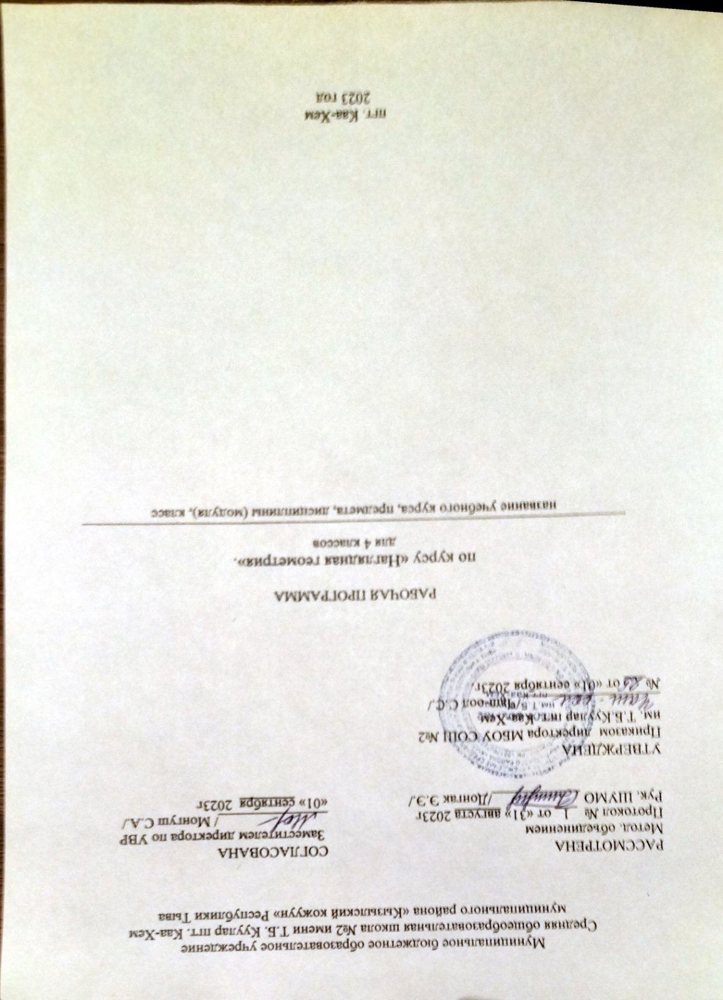 Муниципальное бюджетное образовательное учреждение
Средняя общеобразовательная школа №2 имени Т.Б. Куулар пгт. Каа-Хем
муниципального района «Кызылский кожуун» Республики Тыва
РАССМОТРЕНА
Метод. объединением
Протокол № 1 от «31» августа 2023г
Рук. ШУМО /Донгак Э.Э./
СОГЛАСОВАНА
Заместителем директора по УВР
/ Монгуш С.А./
«01» сентября 2023г
УТВЕРЖДЕНА
Приказом директора МБОУ СОШ №2
им. Т.Б.Куулар пгт. Каа-Хем
-оол С.С./
№ от «01» сентября 2023г.
РАБОЧАЯ ПРОГРАММА
по курсу «Наглядная геометрия».
для 4 классов
название учебного курса, предмета, дисциплины (модуля), класс
пгт. Каа-Хем
2023 год